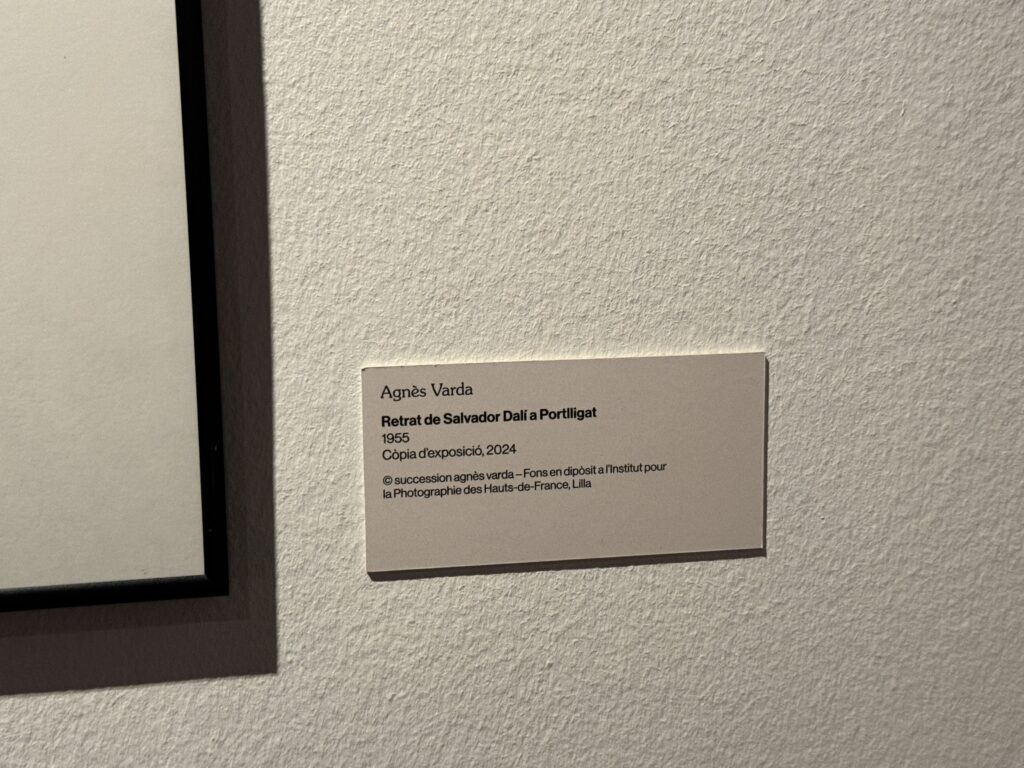 Agnès Varda
Retrat de Salvador Dalí a Portlligat
1955
Còpia d'exposició, 2024
© succession agnès varda – Fons en dipòsit a l'Institut pour
la Photographie des Hauts-de-France, Lilla